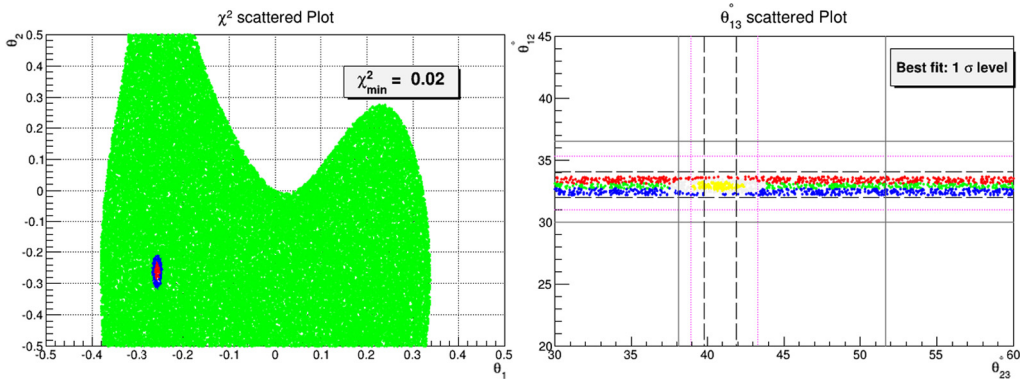 χ² scattered Plot
θ₂
χ²min = 0.02
0.5
0.4
0.3
0.2
0.1
0
-0.1
-0.2
-0.3
-0.4
-0.5
-0.5 -0.4 -0.3 -0.2 -0.1 0 0.1 0.2 0.3 0.4 0.5
θ₁
θ°₁₃ scattered Plot
θ°₁₂
Best fit: 1 σ level
45
40
35
30
25
20
30 35 40 45 50 55 60
θ°₂₃